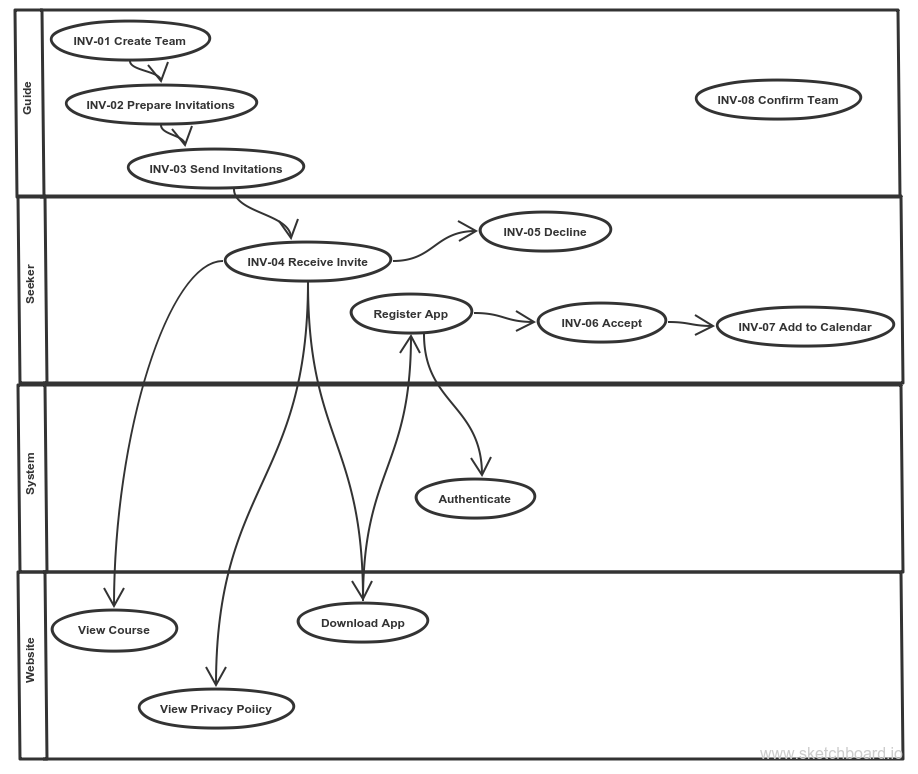 Guide
INV-01 Create Team
INV-02 Prepare Invitations
INV-08 Confirm Team
INV-03 Send Invitations
Seeker
INV-05 Decline
INV-04 Receive Invite
Register App
INV-06 Accept
INV-07 Add to Calendar
System
Authenticate
Website
View Course
Download App
View Privacy Poiicy
www.sketchboard.io